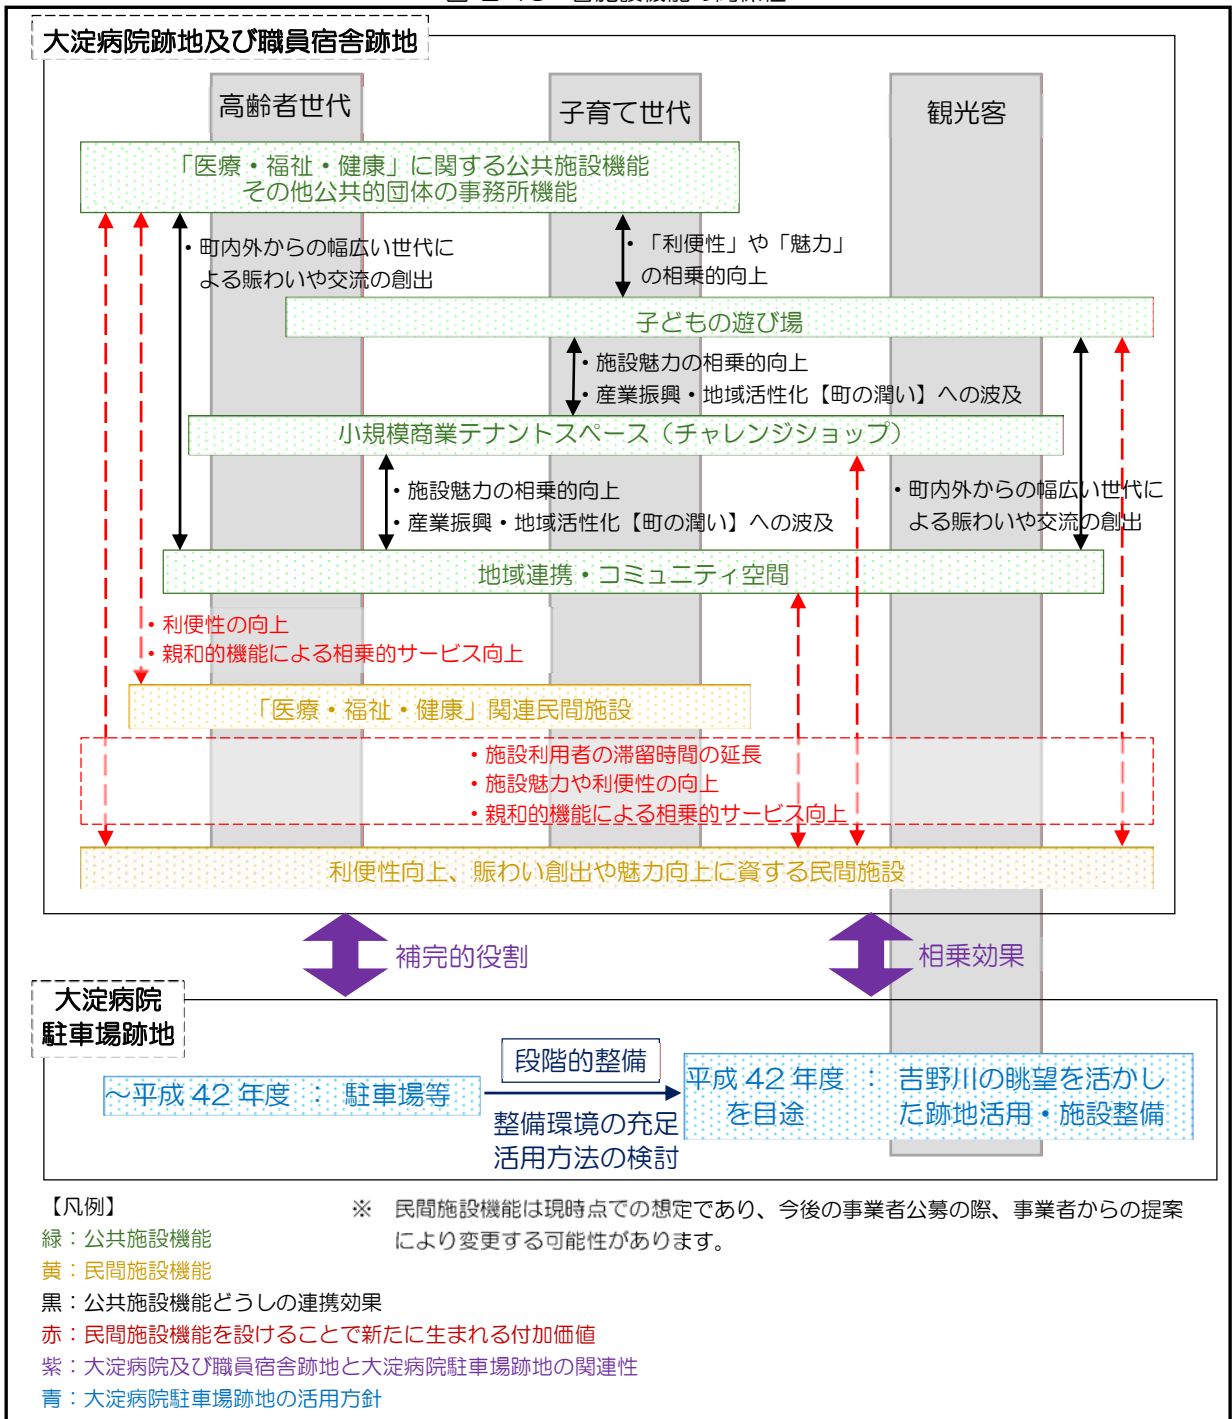 大淀病院跡地及び職員宿舎跡地
高齢者世代
子育て世代
観光客
「医療・福祉・健康」に関する公共施設機能
その他公共的団体の事務所機能
・町内外からの幅広い世代に
よる賑わいや交流の創出
・「利便性」や「魅力」
の相乗的向上
子どもの遊び場
・施設魅力の相乗的向上
・産業振興・地域活性化【町の潤い】への波及
小規模商業テナントスペース（チャレンジショップ）
・施設魅力の相乗的向上
・産業振興・地域活性化【町の潤い】への波及
・町内外からの幅広い世代に
よる賑わいや交流の創出
地域連携・コミュニティ空間
・利便性の向上
・親和的機能による相乗的サービス向上
「医療・福祉・健康」関連民間施設
・施設利用者の滞留時間の延長
・施設魅力や利便性の向上
・親和的機能による相乗的サービス向上
利便性向上、賑わい創出や魅力向上に資する民間施設
補完的役割
相乗効果
大淀病院
駐車場跡地
～平成 42 年度 ： 駐車場等
段階的整備
整備環境の充足
活用方法の検討
平成 42 年度 ： 吉野川の眺望を活かし
を目途 た跡地活用・施設整備
【凡例】
緑：公共施設機能
黄：民間施設機能
黒：公共施設機能どうしの連携効果
赤：民間施設機能を設けることで新たに生まれる付加価値
紫：大淀病院及び職員宿舎跡地と大淀病院駐車場跡地の関連性
青：大淀病院駐車場跡地の活用方針
※ 民間施設機能は現時点での想定であり、今後の事業者公募の際、事業者からの提案
により変更する可能性があります。